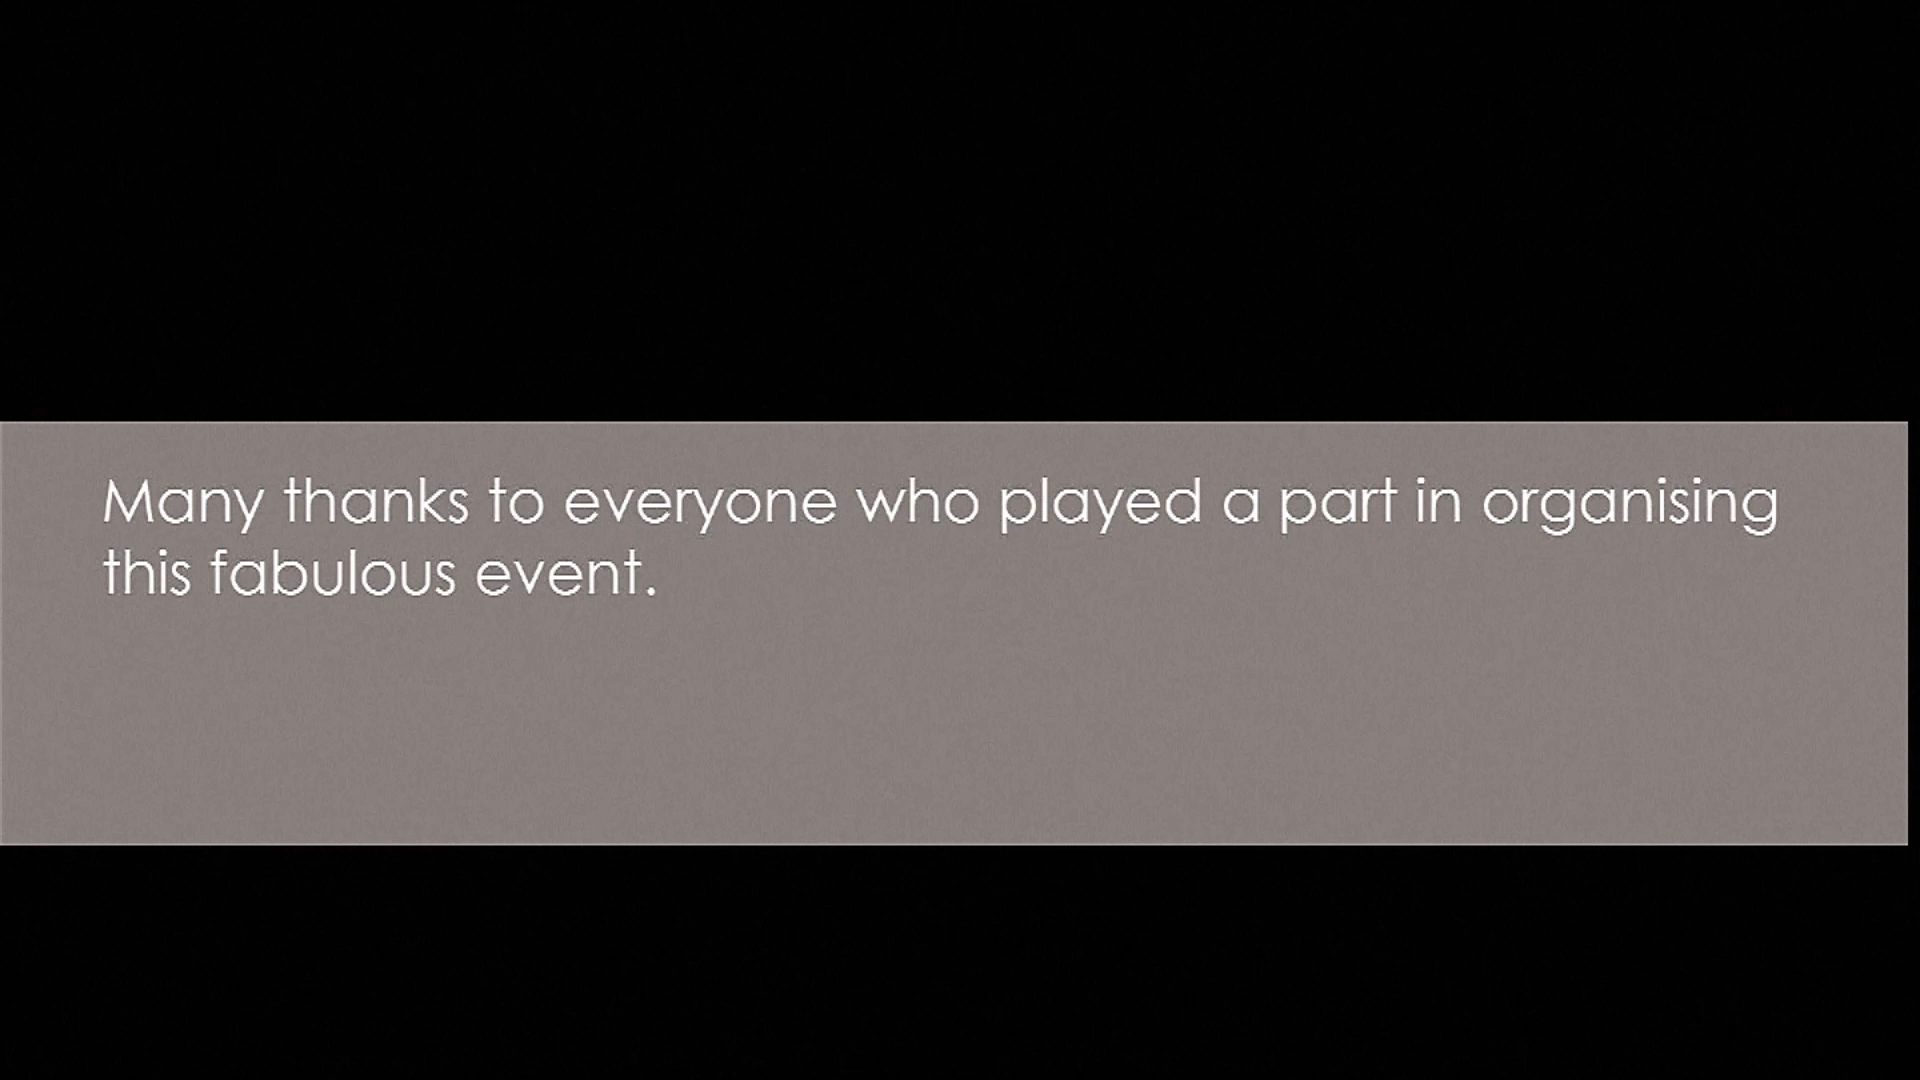 Many thanks to everyone who played a part in organising
this fabulous event.